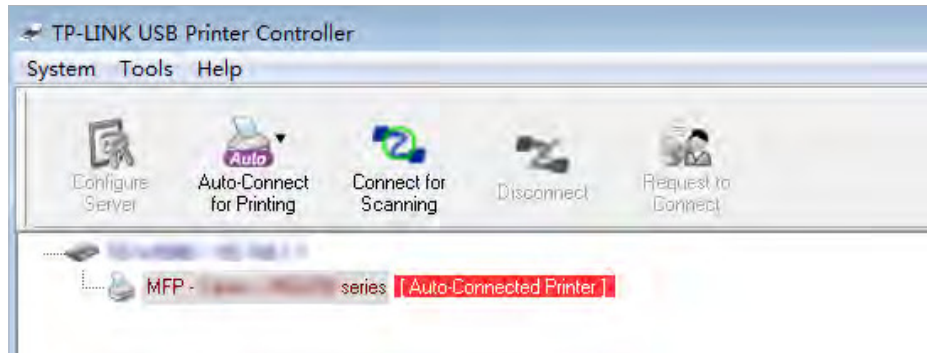 TP-LINK USB Printer Controller
System Tools Help
Configure Server
Auto
Auto-Connect for Printing
Connect for Scanning
Disconnect
Request to Connect
MFP - series [Auto-Connected Printer]